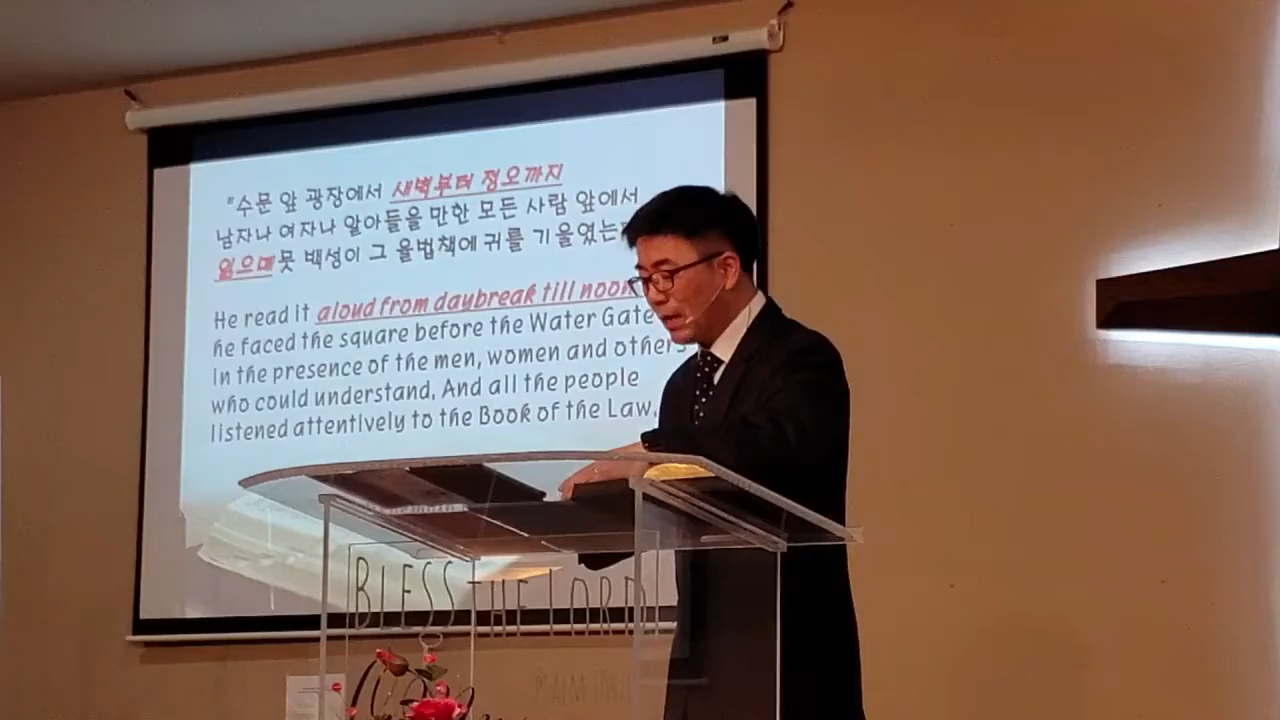 "수문 앞 광장에서 새벽부터 정오까지
남자나 여자나 알아들을 만한 모든 사람 앞에서
읽으매 뭇 백성이 그 율법책에 귀를 기울였는데
He read it aloud from daybreak till noon
he faced the square before the Water Gate
in the presence of the men, women and others
who could understand. And all the people
listened attentively to the Book of the Law.
BLESS THE LORD